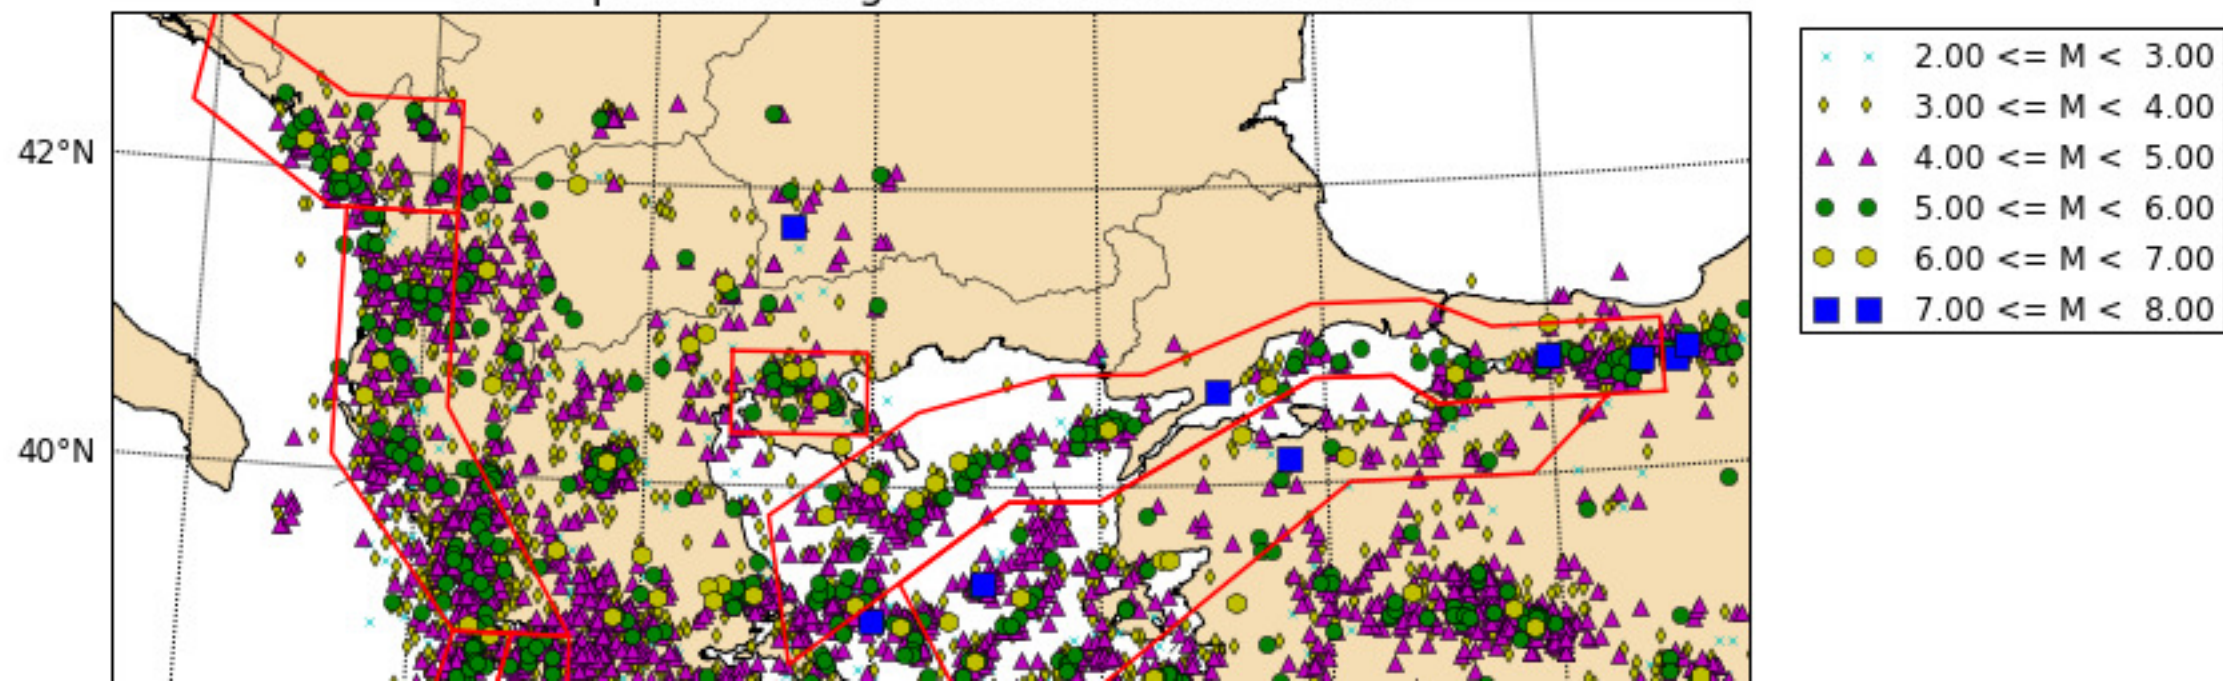 42°N
40°N
2.00 <= M < 3.00
3.00 <= M < 4.00
4.00 <= M < 5.00
5.00 <= M < 6.00
6.00 <= M < 7.00
7.00 <= M < 8.00